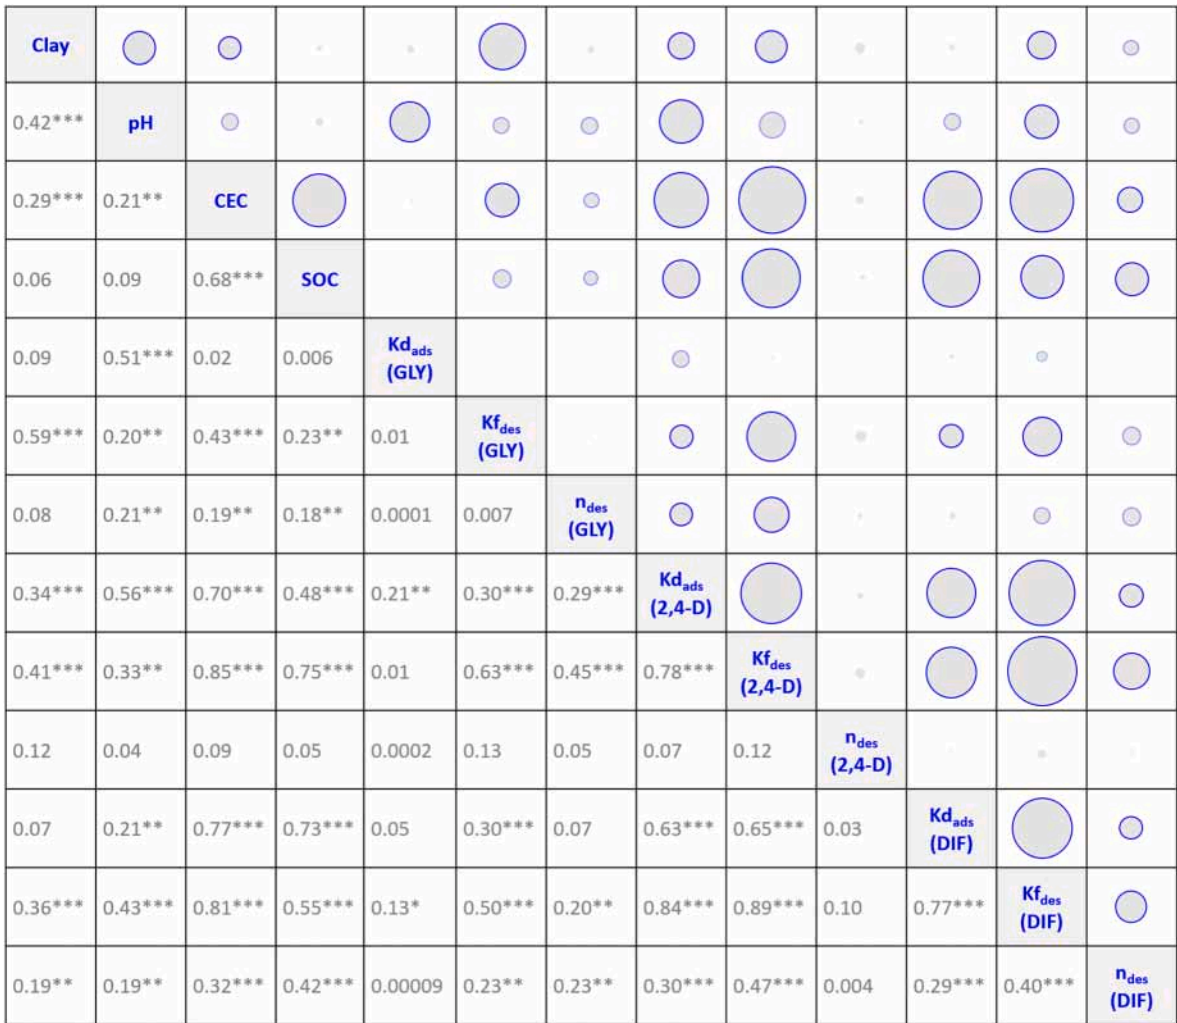 Clay
0.42*** pH
0.29*** 0.21** CEC
0.06 0.09 0.68*** SOC
0.09 0.51*** 0.02 0.006 Kd_ads (GLY)
0.59*** 0.20** 0.43*** 0.23** 0.01 Kf_des (GLY)
0.08 0.21** 0.19** 0.18** 0.0001 0.007 n_des (GLY)
0.34*** 0.56*** 0.70*** 0.48*** 0.21** 0.30*** 0.29*** Kd_ads (2,4-D)
0.41*** 0.33** 0.85*** 0.75*** 0.01 0.63*** 0.45*** 0.78*** Kf_des (2,4-D)
0.12 0.04 0.09 0.05 0.0002 0.13 0.05 0.07 0.12 n_des (2,4-D)
0.07 0.21** 0.77*** 0.73*** 0.05 0.30*** 0.07 0.63*** 0.65*** 0.03 Kd_ads (DIF)
0.36*** 0.43*** 0.81*** 0.55*** 0.13* 0.50*** 0.20** 0.84*** 0.89*** 0.10 0.77*** Kf_des (DIF)
0.19** 0.19** 0.32*** 0.42*** 0.00009 0.23** 0.23** 0.30*** 0.47*** 0.004 0.29*** 0.40*** n_des (DIF)